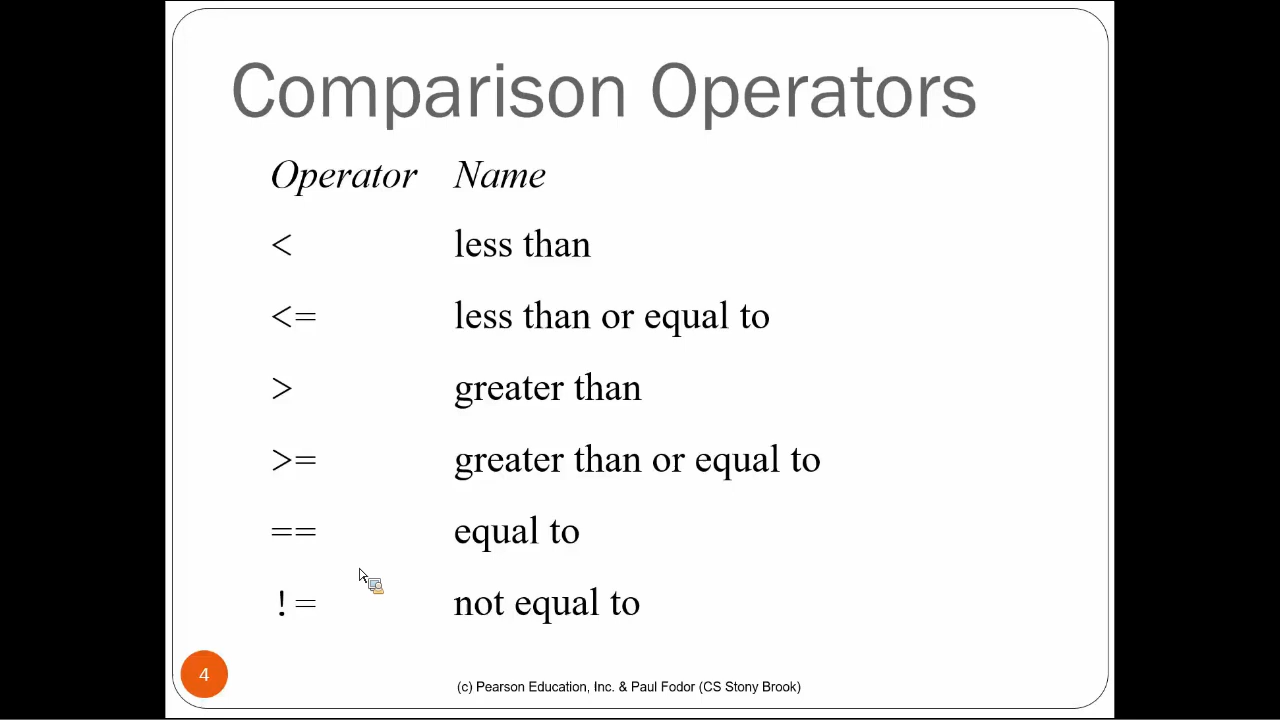 Comparison Operators
Operator Name
< less than
<= less than or equal to
> greater than
>= greater than or equal to
== equal to
!= not equal to
4
(c) Pearson Education, Inc. & Paul Fodor (CS Stony Brook)